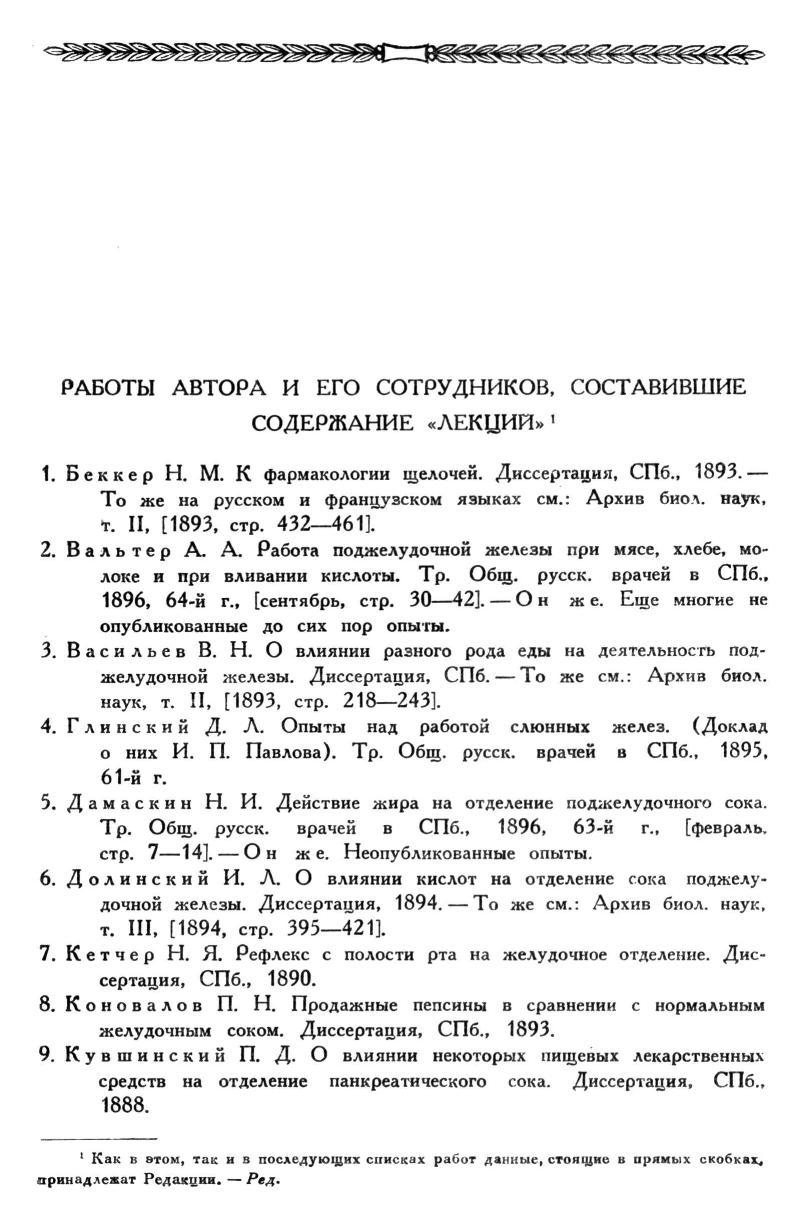 РАБОТЫ АВТОРА И ЕГО СОТРУДНИКОВ, СОСТАВИВШИЕ
СОДЕРЖАНИЕ «ЛЕКЦИЙ» ¹
1. Беккер Н. М. К фармакологии щелочей. Диссертация, СПб., 1893. —
То же на русском и французском языках см.: Архив биол. наук,
т. II, [1893, стр. 432—461].
2. Вальтер А. А. Работа поджелудочной железы при мясе, хлебе, мо-
локе и при вливании кислоты. Тр. Общ. русск. врачей в СПб.,
1896, 64-й г., [сентябрь, стр. 30—42]. — Он же. Еще многие не
опубликованные до сих пор опыты.
3. Васильев В. Н. О влиянии разного рода еды на деятельность под-
желудочной железы. Диссертация, СПб. — То же см.: Архив биол.
наук, т. II, [1893, стр. 218—243].
4. Глинский Д. Л. Опыты над работой слюнных желез. (Доклад
о них И. П. Павлова). Тр. Общ. русск. врачей в СПб., 1895,
61-й г.
5. Дамаскин Н. И. Действие жира на отделение поджелудочного сока.
Тр. Общ. русск. врачей в СПб., 1896, 63-й г., [февраль,
стр. 7—14]. — Он же. Неопубликованные опыты.
6. Долинский И. Л. О влиянии кислот на отделение сока поджелу-
дочной железы. Диссертация, 1894. — То же см.: Архив биол. наук,
т. III, [1894, стр. 395—421].
7. Кетчер Н. Я. Рефлекс с полости рта на желудочное отделение. Дис-
сертация, СПб., 1890.
8. Коновалов П. Н. Продажные пепсины в сравнении с нормальным
желудочным соком. Диссертация, СПб., 1893.
9. Кувшинский П. Д. О влиянии некоторых пищевых лекарственных
средств на отделение панкреатического сока. Диссертация, СПб.,
1888.
¹ Как в этом, так и в последующих списках работ данные, стоящие в прямых скобках,
принадлежат Редакции. — Ред.